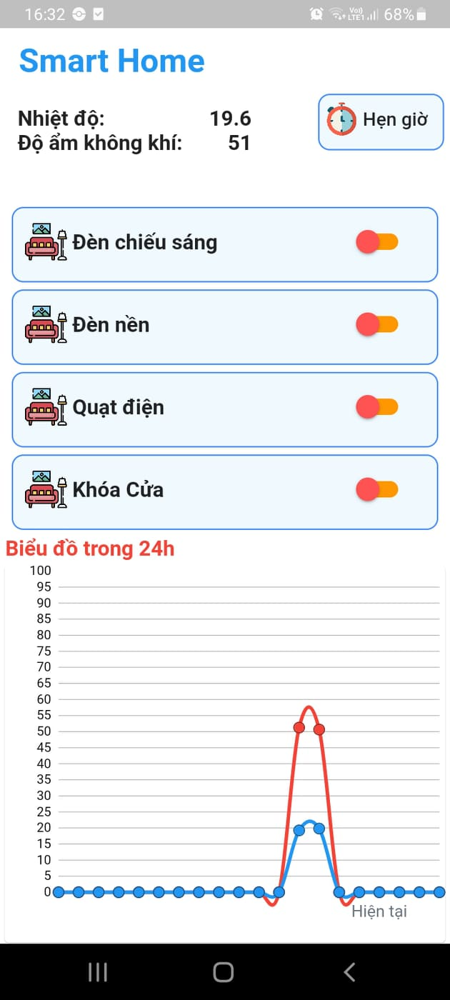 16:32
Vo))
LTE1
68%
Smart Home
Nhiệt độ: 19.6
Độ ẩm không khí: 51
Hẹn giờ
Đèn chiếu sáng
Đèn nền
Quạt điện
Khóa Cửa
Biểu đồ trong 24h
100
95
90
85
80
75
70
65
60
55
50
45
40
35
30
25
20
15
10
5
0
Hiện tại